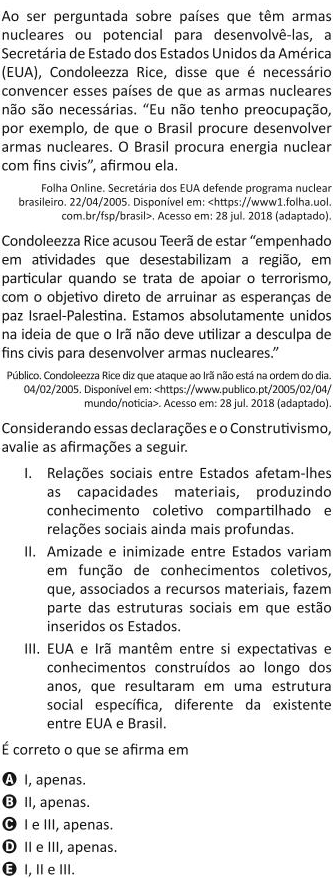 Ao ser perguntada sobre países que têm armas
nucleares ou potencial para desenvolvê-las, a
Secretária de Estado dos Estados Unidos da América
(EUA), Condoleezza Rice, disse que é necessário
convencer esses países de que as armas nucleares
não são necessárias. “Eu não tenho preocupação,
por exemplo, de que o Brasil procure desenvolver
armas nucleares. O Brasil procura energia nuclear
com fins civis”, afirmou ela.
Folha Online. Secretária dos EUA defende programa nuclear
brasileiro. 22/04/2005. Disponível em: <https://www1.folha.uol.
com.br/fsp/brasil>. Acesso em: 28 jul. 2018 (adaptado).
Condoleezza Rice acusou Teerã de estar “empenhado
em atividades que desestabilizam a região, em
particular quando se trata de apoiar o terrorismo,
com o objetivo direto de arruinar as esperanças de
paz Israel-Palestina. Estamos absolutamente unidos
na ideia de que o Irã não deve utilizar a desculpa de
fins civis para desenvolver armas nucleares.”
Público. Condoleezza Rice diz que ataque ao Irã não está na ordem do dia.
04/02/2005. Disponível em: <https://www.publico.pt/2005/02/04/
mundo/noticia>. Acesso em: 28 jul. 2018 (adaptado).
Considerando essas declarações e o Construtivismo,
avalie as afirmações a seguir.
I. Relações sociais entre Estados afetam-lhes
as capacidades materiais, produzindo
conhecimento coletivo compartilhado e
relações sociais ainda mais profundas.
II. Amizade e inimizade entre Estados variam
em função de conhecimentos coletivos,
que, associados a recursos materiais, fazem
parte das estruturas sociais em que estão
inseridos os Estados.
III. EUA e Irã mantêm entre si expectativas e
conhecimentos construídos ao longo dos
anos, que resultaram em uma estrutura
social específica, diferente da existente
entre EUA e Brasil.
É correto o que se afirma em
A I, apenas.
B II, apenas.
C I e III, apenas.
D II e III, apenas.
E I, II e III.